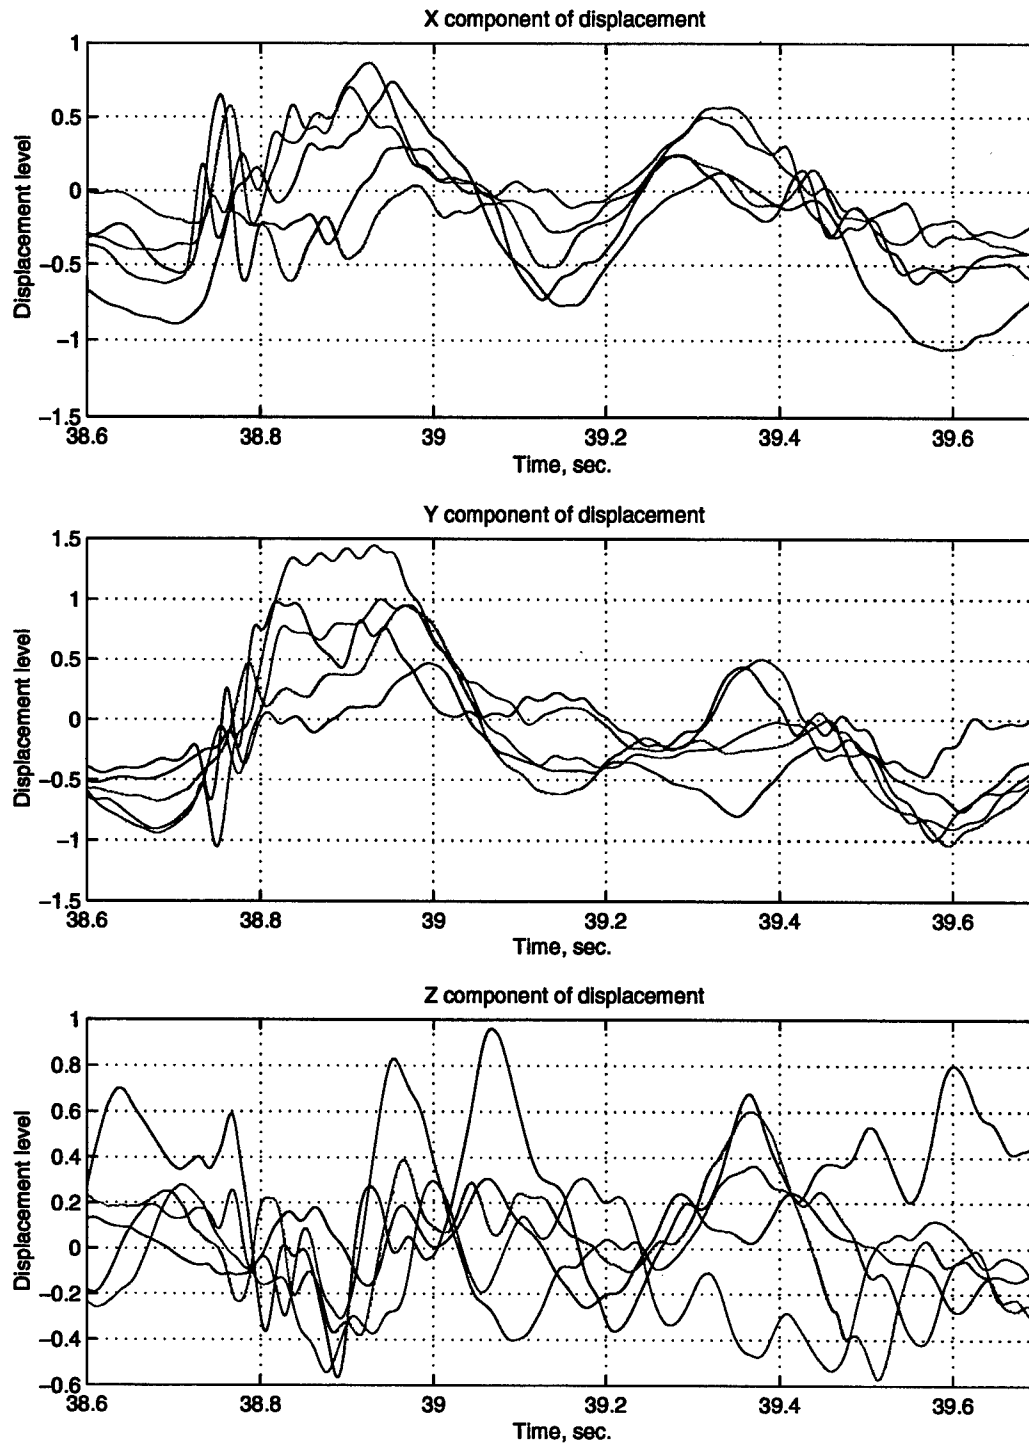 X component of displacement
1
0.5
0
−0.5
−1
−1.5
Displacement level
38.6 38.8 39 39.2 39.4 39.6
Time, sec.
Y component of displacement
1.5
1
0.5
0
−0.5
−1
−1.5
Displacement level
38.6 38.8 39 39.2 39.4 39.6
Time, sec.
Z component of displacement
1
0.8
0.6
0.4
0.2
0
−0.2
−0.4
−0.6
Displacement level
38.6 38.8 39 39.2 39.4 39.6
Time, sec.